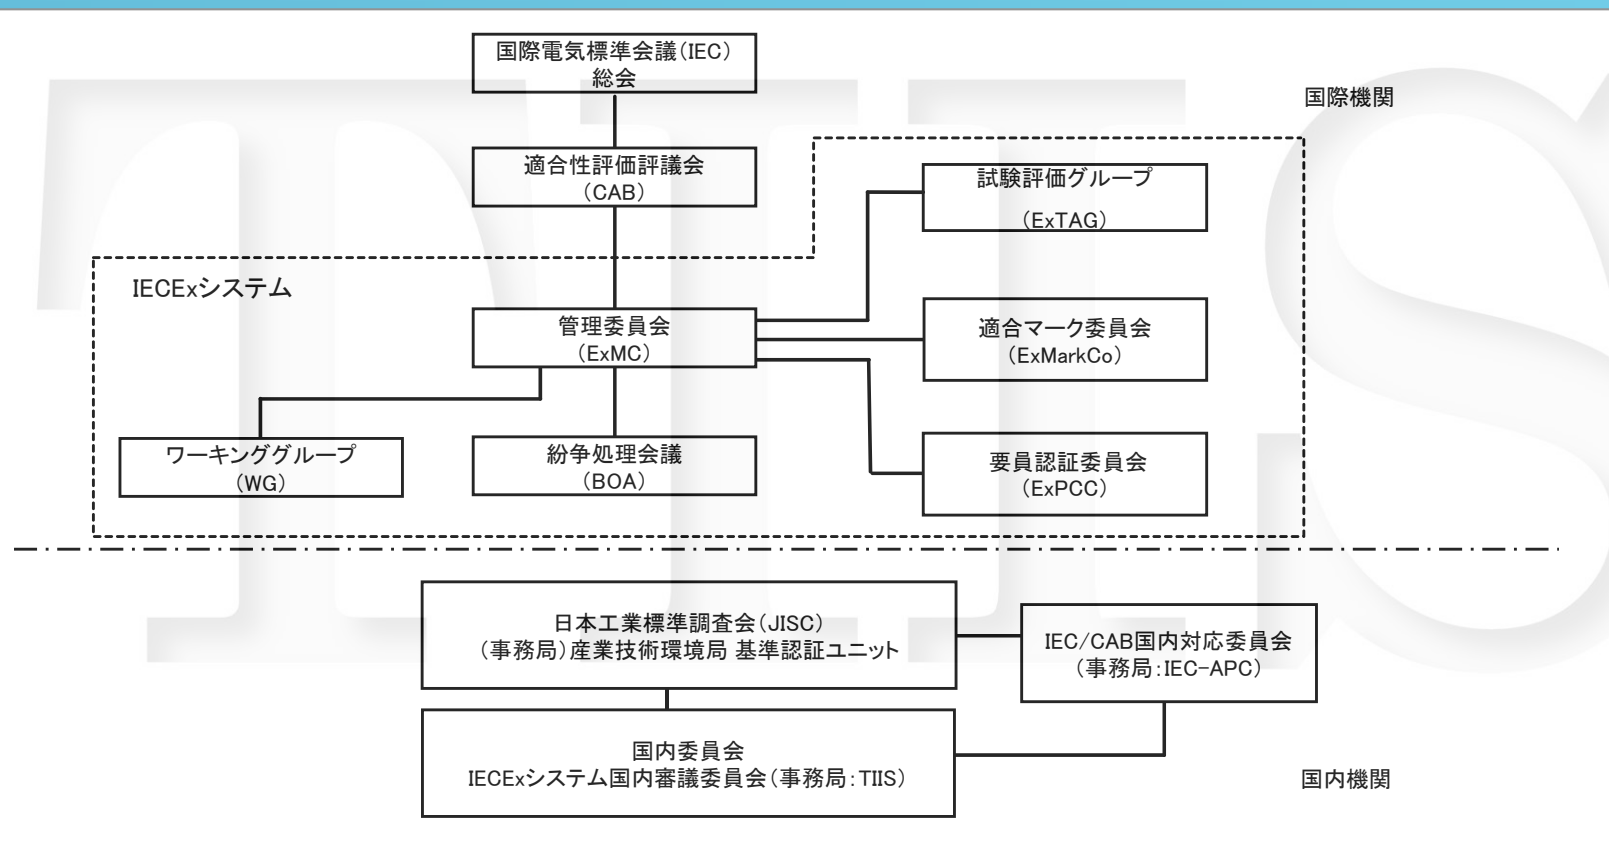 国際電気標準会議(IEC)
総会
国際機関
適合性評価評議会
(CAB)
試験評価グループ
(ExTAG)
IECExシステム
管理委員会
(ExMC)
適合マーク委員会
(ExMarkCo)
ワーキンググループ
(WG)
紛争処理会議
(BOA)
要員認証委員会
(ExPCC)
日本工業標準調査会(JISC)
(事務局)産業技術環境局 基準認証ユニット
IEC/CAB国内対応委員会
(事務局:IEC-APC)
国内委員会
IECExシステム国内審議委員会(事務局:TIIS)
国内機関
TIIS